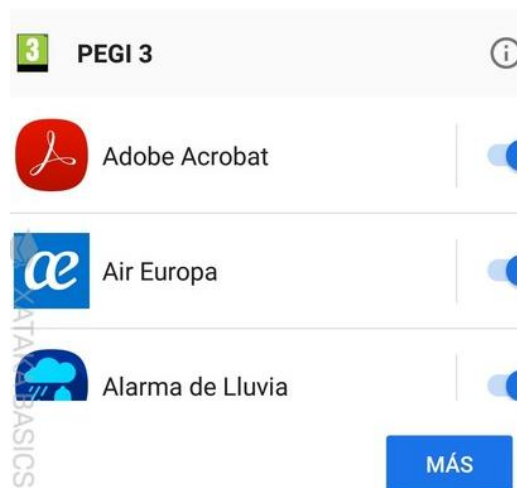 3 PEGI 3
Adobe Acrobat
æ Air Europa
Alarma de Lluvia
MÁS
XATAKA BASICS